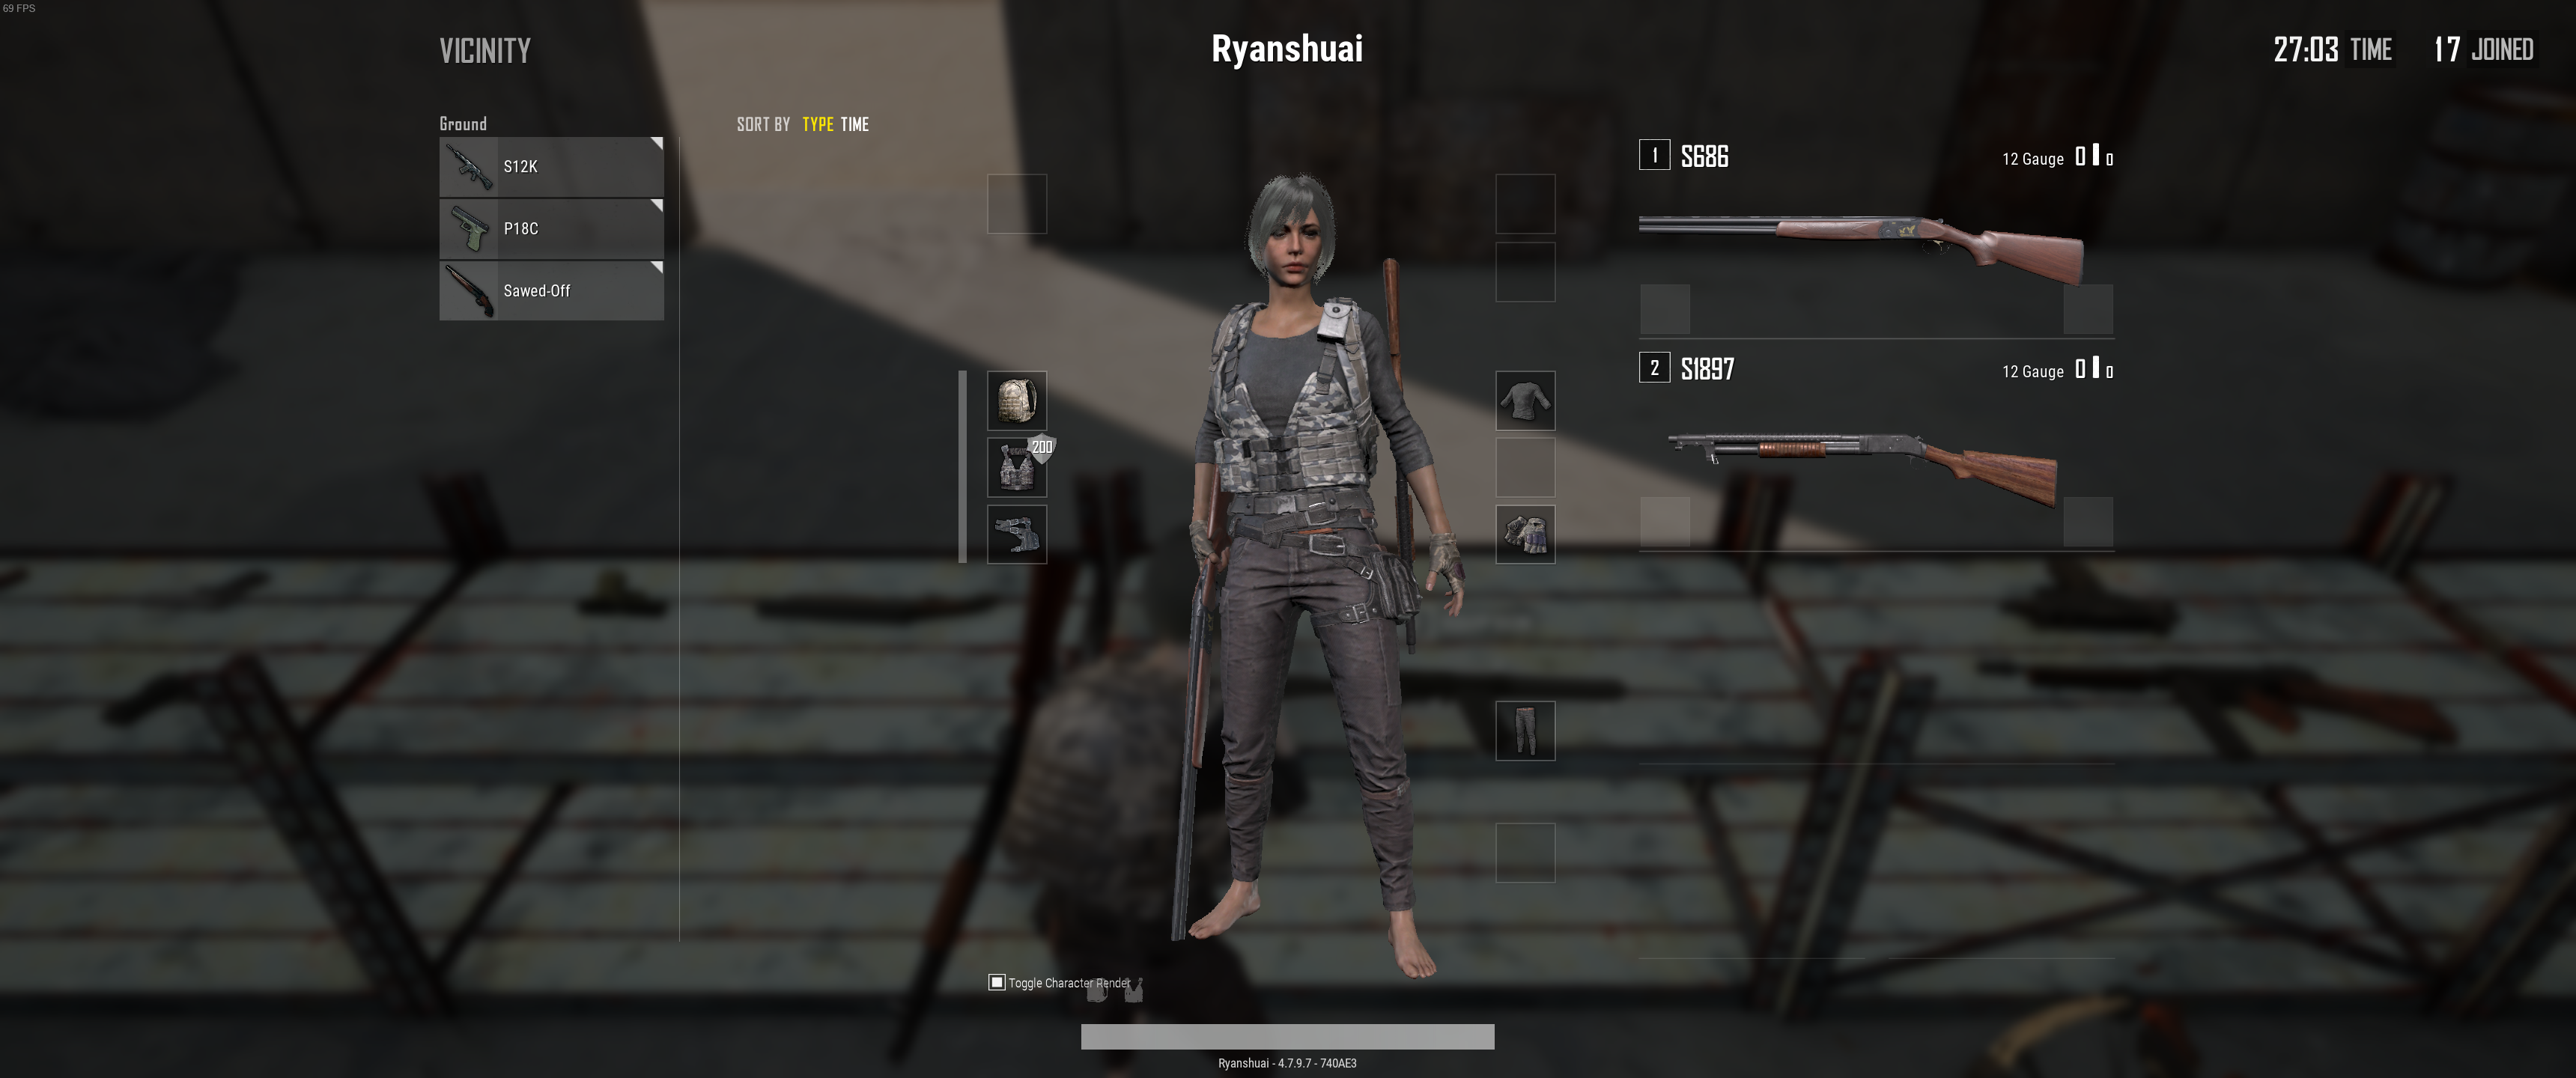 69 FPS
VICINITY
Ryanshuai
27:03 TIME 17 JOINED
Ground
SORT BY TYPE TIME
S12K
P18C
Sawed-Off
1 S686 12 Gauge 0 0
2 S1897 12 Gauge 0 0
200
Toggle Character Render
Ryanshuai - 4.7.9.7 - 740AE3